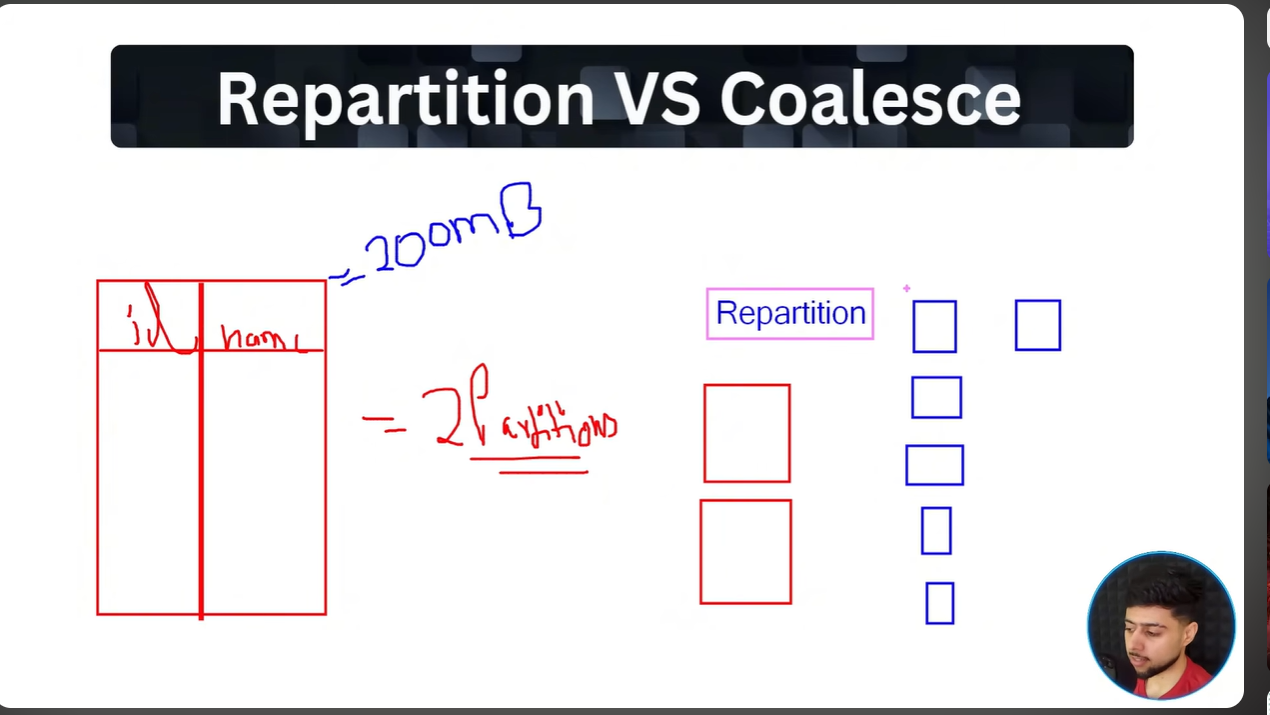 Repartition VS Coalesce
= 200mB
id name
Repartition
= 2 Partitions